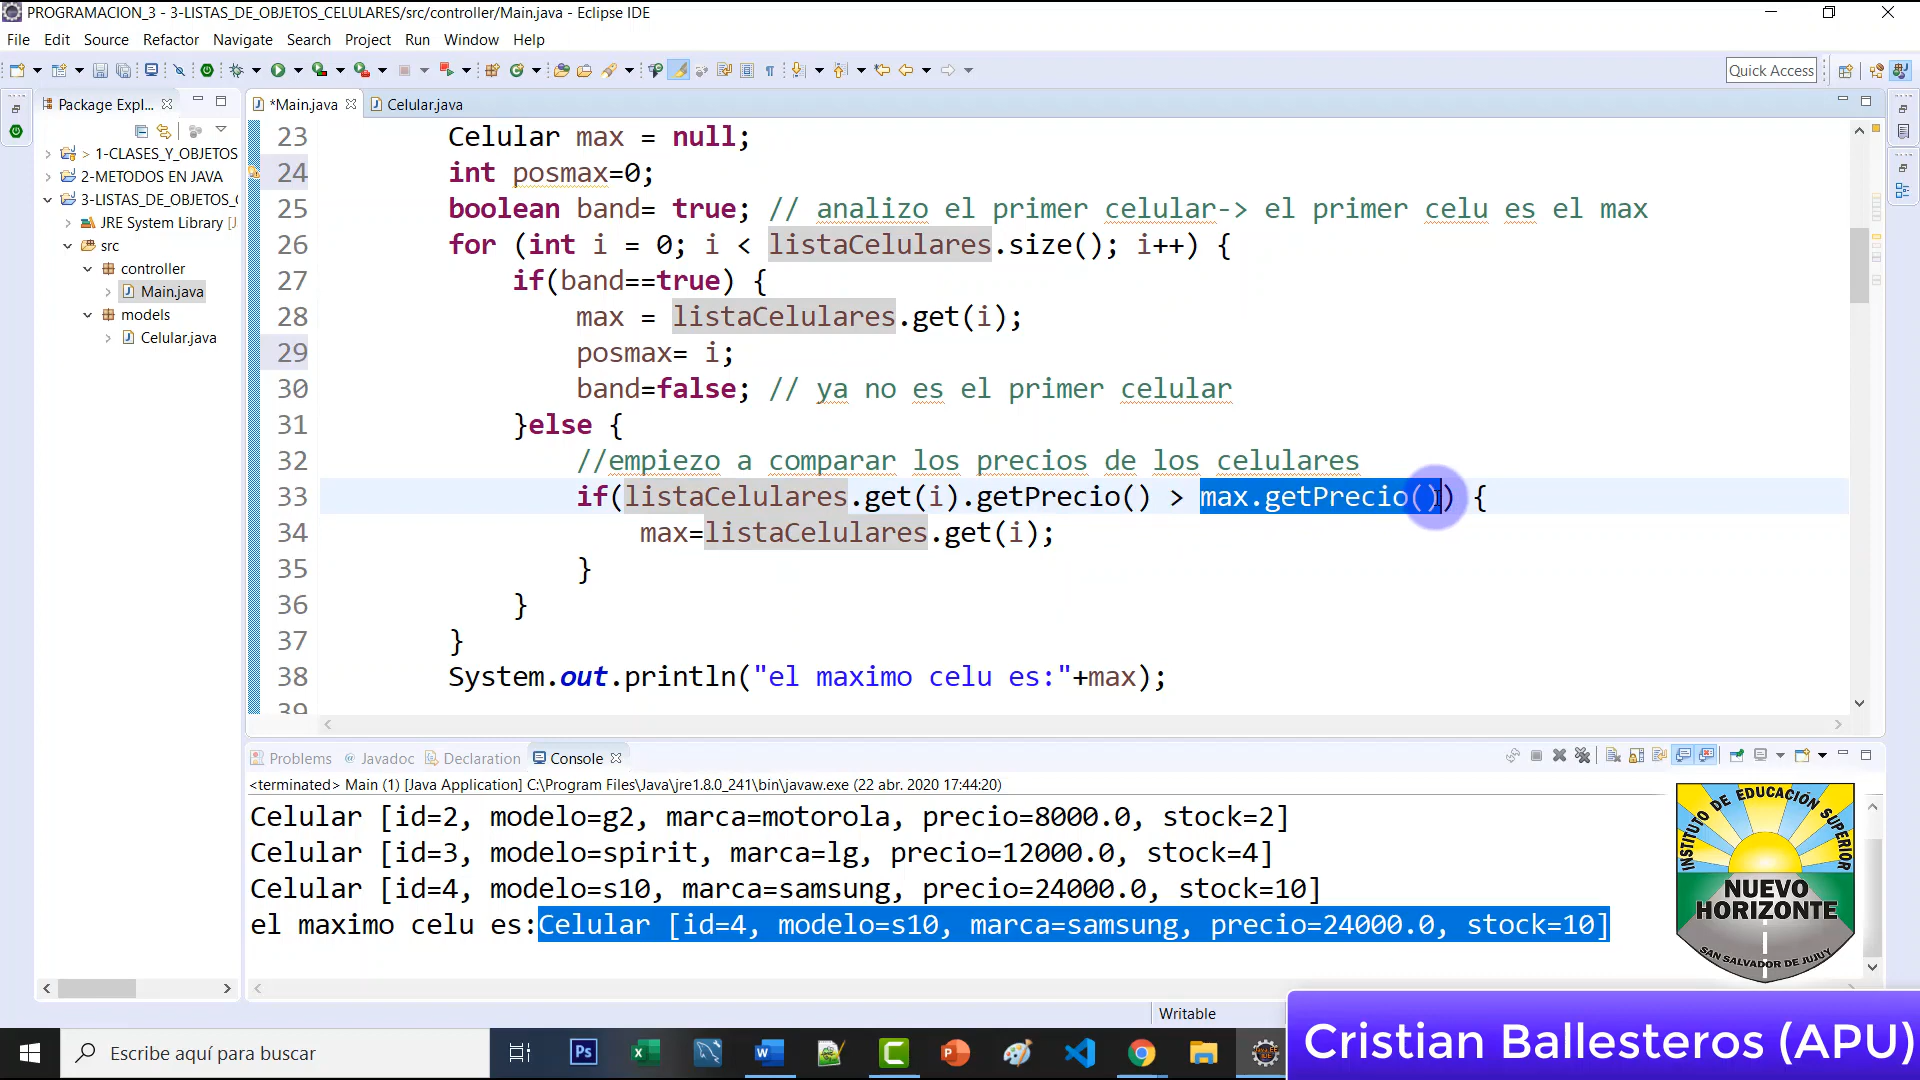 PROGRAMACION_3 - 3-LISTAS_DE_OBJETOS_CELULARES/src/controller/Main.java - Eclipse IDE
File Edit Source Refactor Navigate Search Project Run Window Help
Quick Access
Package Expl...
*Main.java
Celular.java
> 1-CLASES_Y_OBJETOS
2-METODOS EN JAVA
3-LISTAS_DE_OBJETOS_
JRE System Library [
src
controller
Main.java
models
Celular.java
23 Celular max = null;
24 int posmax=0;
25 boolean band= true; // analizo el primer celular-> el primer celu es el max
26 for (int i = 0; i < listaCelulares.size(); i++) {
27 if(band==true) {
28 max = listaCelulares.get(i);
29 posmax= i;
30 band=false; // ya no es el primer celular
31 }else {
32 //empiezo a comparar los precios de los celulares
33 if(listaCelulares.get(i).getPrecio() > max.getPrecio()) {
34 max=listaCelulares.get(i);
35 }
36 }
37 }
38 System.out.println("el maximo celu es:"+max);
39
Problems Javadoc Declaration Console
<terminated> Main (1) [Java Application] C:\Program Files\Java\jre1.8.0_241\bin\javaw.exe (22 abr. 2020 17:44:20)
Celular [id=2, modelo=g2, marca=motorola, precio=8000.0, stock=2]
Celular [id=3, modelo=spirit, marca=lg, precio=12000.0, stock=4]
Celular [id=4, modelo=s10, marca=samsung, precio=24000.0, stock=10]
el maximo celu es:Celular [id=4, modelo=s10, marca=samsung, precio=24000.0, stock=10]
INSTITUTO DE EDUCACIÓN SUPERIOR
NUEVO
HORIZONTE
SAN SALVADOR DE JUJUY
Writable
Escribe aquí para buscar
Cristian Ballesteros (APU)